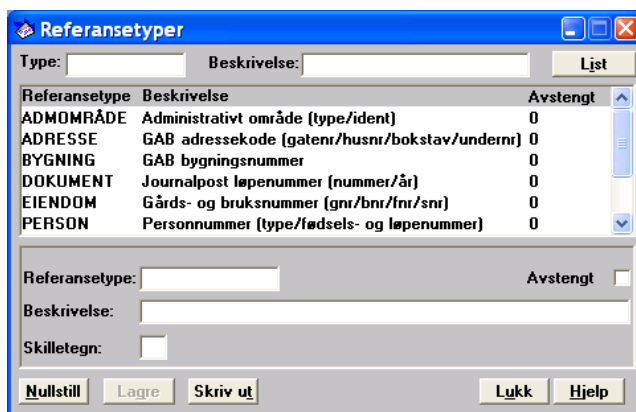 Referansetyper
Type: Beskrivelse: List
Referansetype Beskrivelse Avstengt
ADMOMRÅDE Administrativt område (type/ident) 0
ADRESSE GAB adressekode (gatenr/husnr/bokstav/undernr) 0
BYGNING GAB bygningsnummer 0
DOKUMENT Journalpost løpenummer (nummer/år) 0
EIENDOM Gårds- og bruksnummer (gnr/bnr/fnr/snr) 0
PERSON Personnummer (type/fødsels- og løpenummer) 0
Referansetype: Avstengt
Beskrivelse:
Skilletegn:
Nullstill Lagre Skriv ut Lukk Hjelp